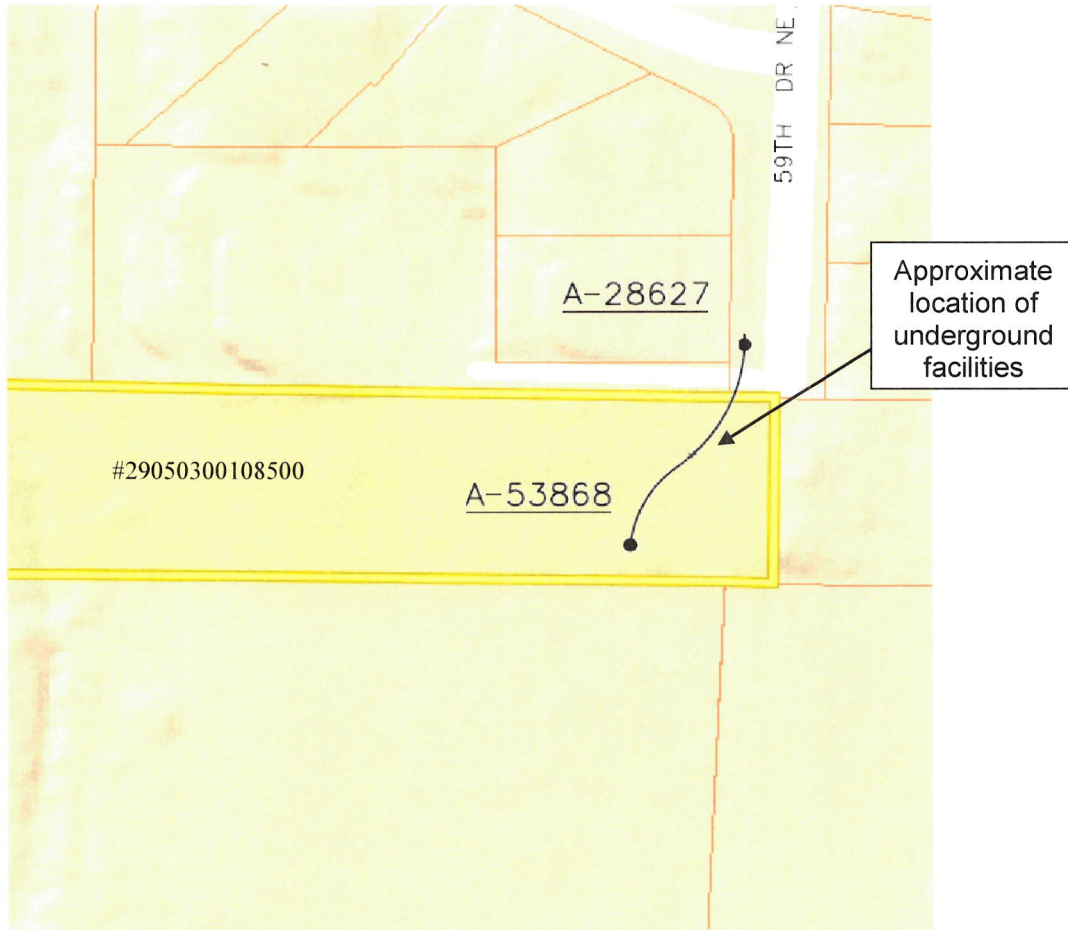 59TH DR NE
A-28627
Approximate
location of
underground
facilities
#29050300108500
A-53868